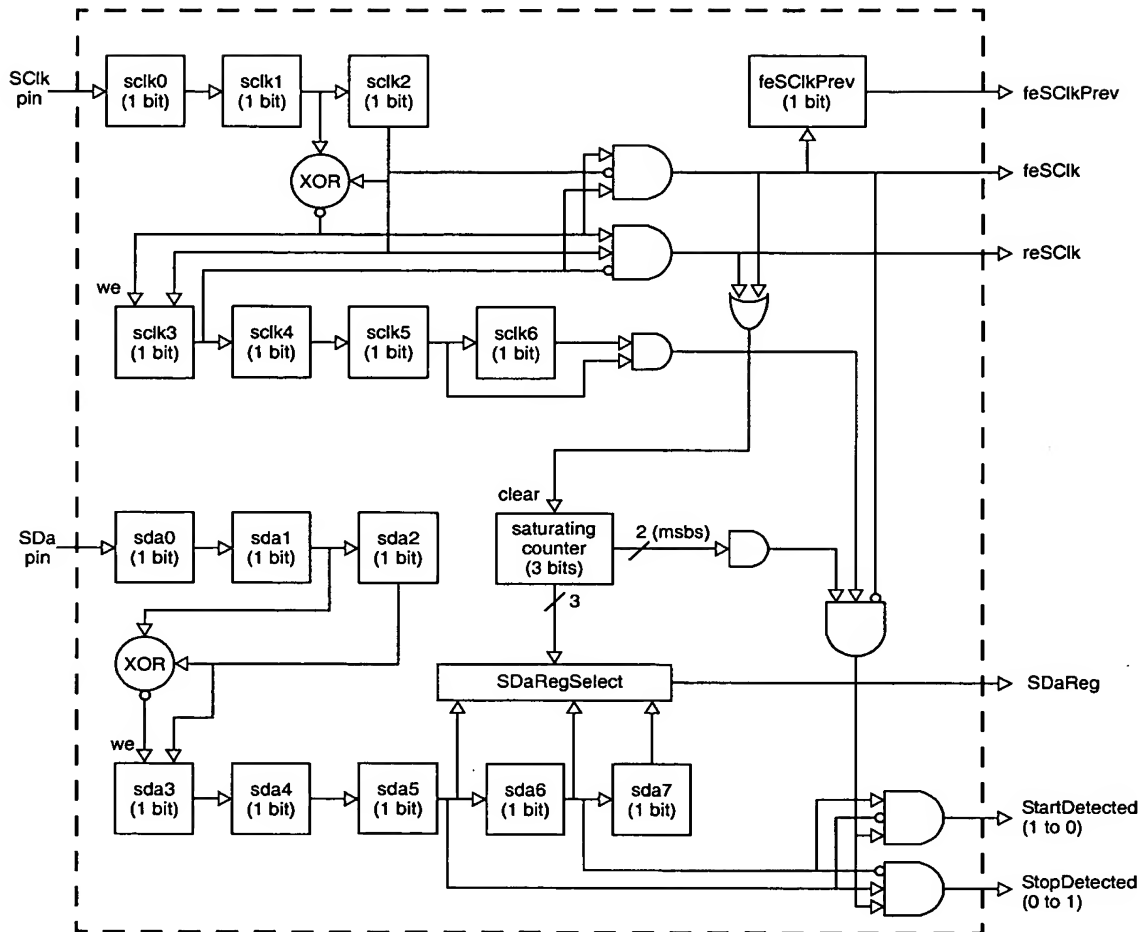 SClk
pin
sclk0
(1 bit)
sclk1
(1 bit)
sclk2
(1 bit)
feSClkPrev
(1 bit)
feSClkPrev
XOR
feSClk
reSClk
we
sclk3
(1 bit)
sclk4
(1 bit)
sclk5
(1 bit)
sclk6
(1 bit)
clear
SDa
pin
sda0
(1 bit)
sda1
(1 bit)
sda2
(1 bit)
saturating
counter
(3 bits)
2 (msbs)
3
XOR
SDaRegSelect
SDaReg
we
sda3
(1 bit)
sda4
(1 bit)
sda5
(1 bit)
sda6
(1 bit)
sda7
(1 bit)
StartDetected
(1 to 0)
StopDetected
(0 to 1)